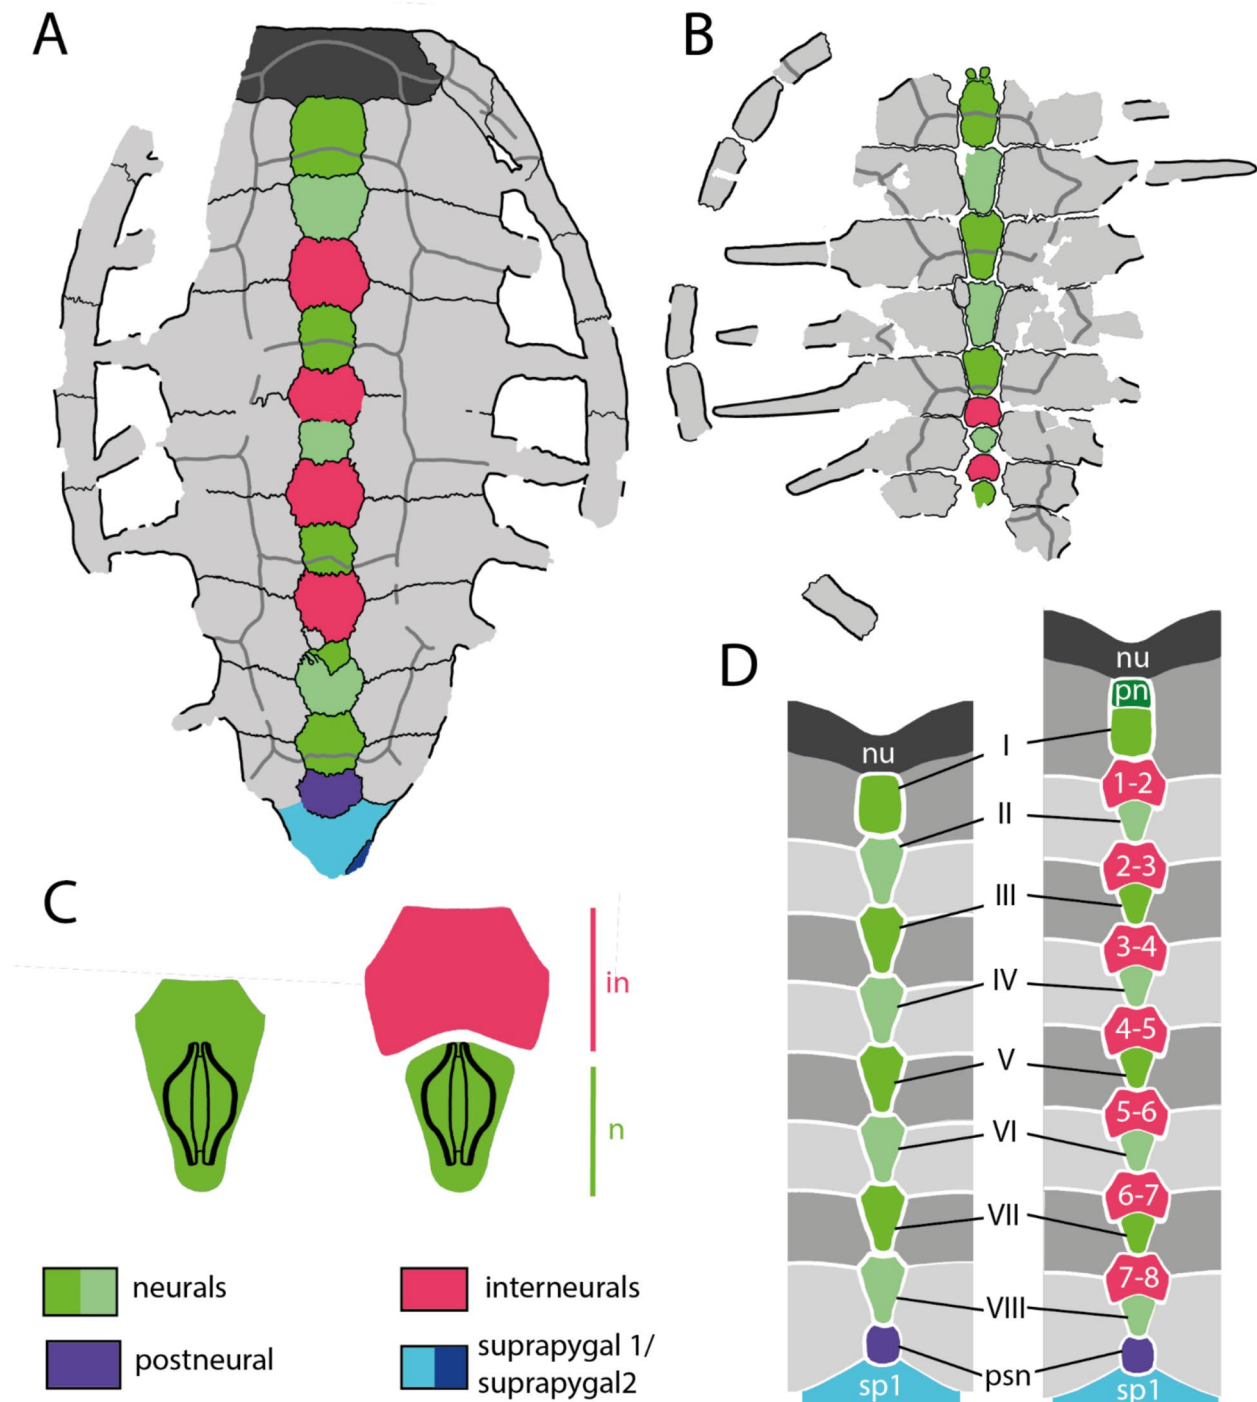 A
B
C
in
n
D
nu
nu
pn
I
1-2
II
2-3
III
3-4
IV
4-5
V
5-6
VI
6-7
VII
7-8
VIII
psn
sp1
sp1
neurals
interneurals
postneural
suprapygal 1/
suprapygal2